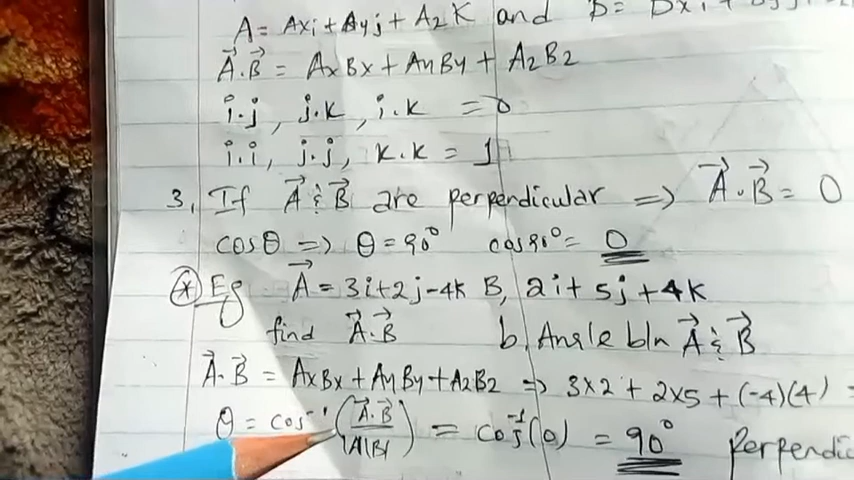 A = Axi + Ayj + AzK and B = Bxi +
A.B = AxBx + AyBy + AzBz
i.j , j.k , i.k = 0
i.i, j.j, k.k = 1
3, If A & B are perpendicular => A.B = 0
cosθ => θ = 90° cos90° = 0
* Eg A = 3i+2j-4k B, 2i+5j+4k
find A.B b. Angle b/n A & B
A.B = AxBx + AyBy + AzBz => 3x2 + 2x5 + (-4)(4) =
θ = cos⁻¹ (A.B / |A||B|) = cos⁻¹(0) = 90°